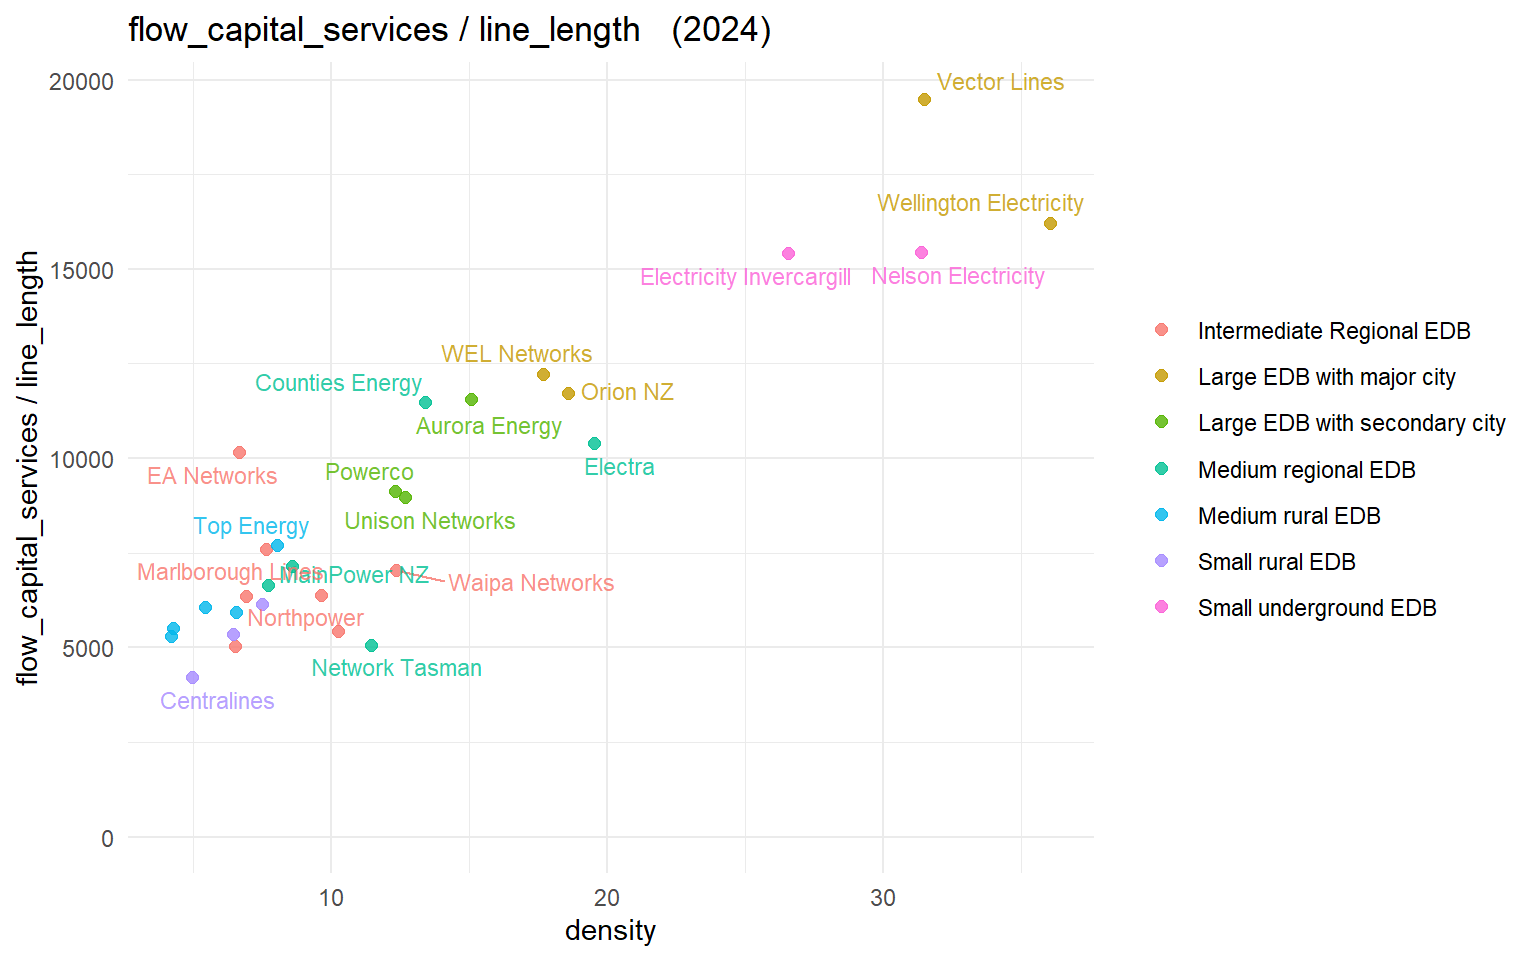 flow_capital_services / line_length (2024)
flow_capital_services / line_length
20000
15000
10000
5000
0
Vector Lines
Wellington Electricity
Electricity Invercargill
Nelson Electricity
WEL Networks
Counties Energy
Orion NZ
Aurora Energy
Electra
EA Networks
Powerco
Unison Networks
Top Energy
Marlborough Lines
MainPower NZ
Waipa Networks
Northpower
Network Tasman
Centralines
10
20
30
density
Intermediate Regional EDB
Large EDB with major city
Large EDB with secondary city
Medium regional EDB
Medium rural EDB
Small rural EDB
Small underground EDB